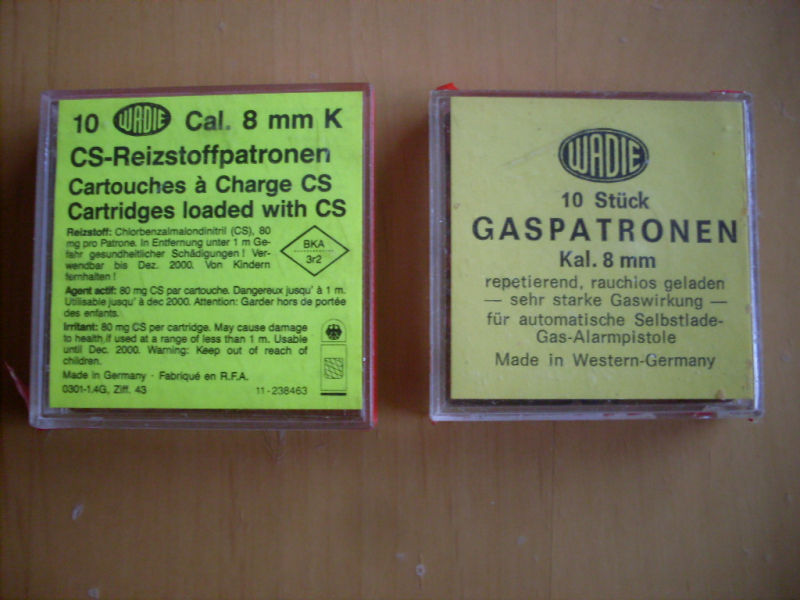 10 WADIE Cal. 8 mm K
CS-Reizstoffpatronen
Cartouches à Charge CS
Cartridges loaded with CS
Reizstoff: Chlorbenzalmalondinitril (CS), 80
mg pro Patrone. In Entfernung unter 1 m Ge-
fahr gesundheitlicher Schädigungen! Ver-
wendbar bis Dez. 2000. Von Kindern
fernhalten!
BKA
3r2
Agent actif: 80 mg par cartouche. Dangereux jusqu' à 1 m.
Utilisable jusqu' à dec 2000. Attention: Garder hors de portée
des enfants.
Irritant: 80 mg CS per cartridge. May cause damage
to health if used at a range of less than 1 m. Usable
until Dec. 2000. Warning: Keep out of reach of
children.
Made in Germany · Fabriqué en R.F.A.
0301-1.4G, Ziff. 43 11-238463
WADIE
10 Stück
GASPATRONEN
Kal. 8 mm
repetierend, rauchlos geladen
— sehr starke Gaswirkung —
für automatische Selbstlade-
Gas-Alarmpistole
Made in Western-Germany